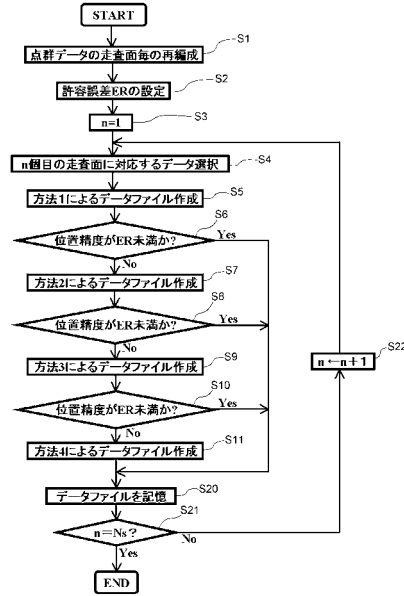 START
点群データの走査面毎の再編成
S1
許容誤差ERの設定
S2
n=1
S3
n個目の走査面に対応するデータ選択
S4
方法1によるデータファイル作成
S5
位置精度がER未満か?
S6
Yes
No
方法2によるデータファイル作成
S7
位置精度がER未満か?
S8
Yes
No
方法3によるデータファイル作成
S9
位置精度がER未満か?
S10
Yes
No
方法4によるデータファイル作成
S11
データファイルを記憶
S20
n=Ns?
S21
No
Yes
n←n+1
S22
END